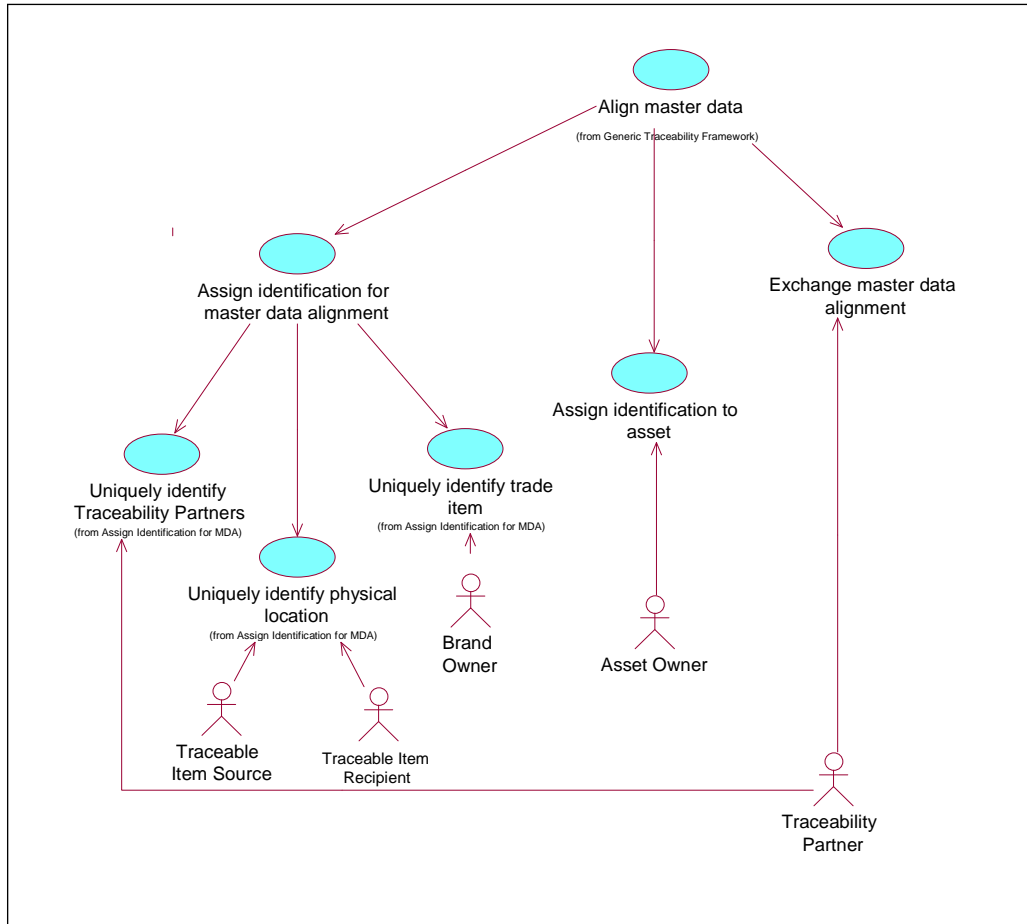 Align master data
(from Generic Traceability Framework)
Assign identification for
master data alignment
Exchange master data
alignment
Assign identification to
asset
Uniquely identify
Traceability Partners
(from Assign Identification for MDA)
Uniquely identify trade
item
(from Assign Identification for MDA)
Uniquely identify physical
location
(from Assign Identification for MDA)
Brand
Owner
Asset Owner
Traceable
Item Source
Traceable Item
Recipient
Traceability
Partner